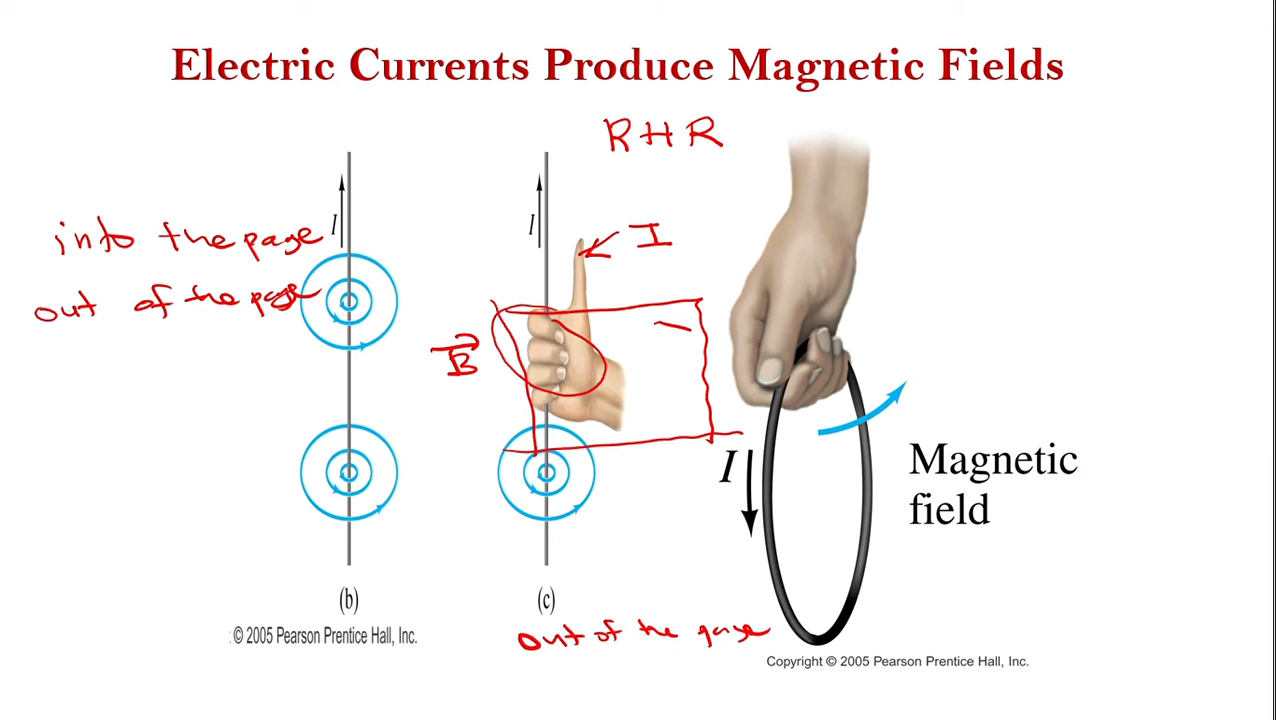 Electric Currents Produce Magnetic Fields
RHR
into the page
I
I
I
out of the page
B
I
Magnetic
field
(b)
(c)
out of the page
© 2005 Pearson Prentice Hall, Inc.
Copyright © 2005 Pearson Prentice Hall, Inc.